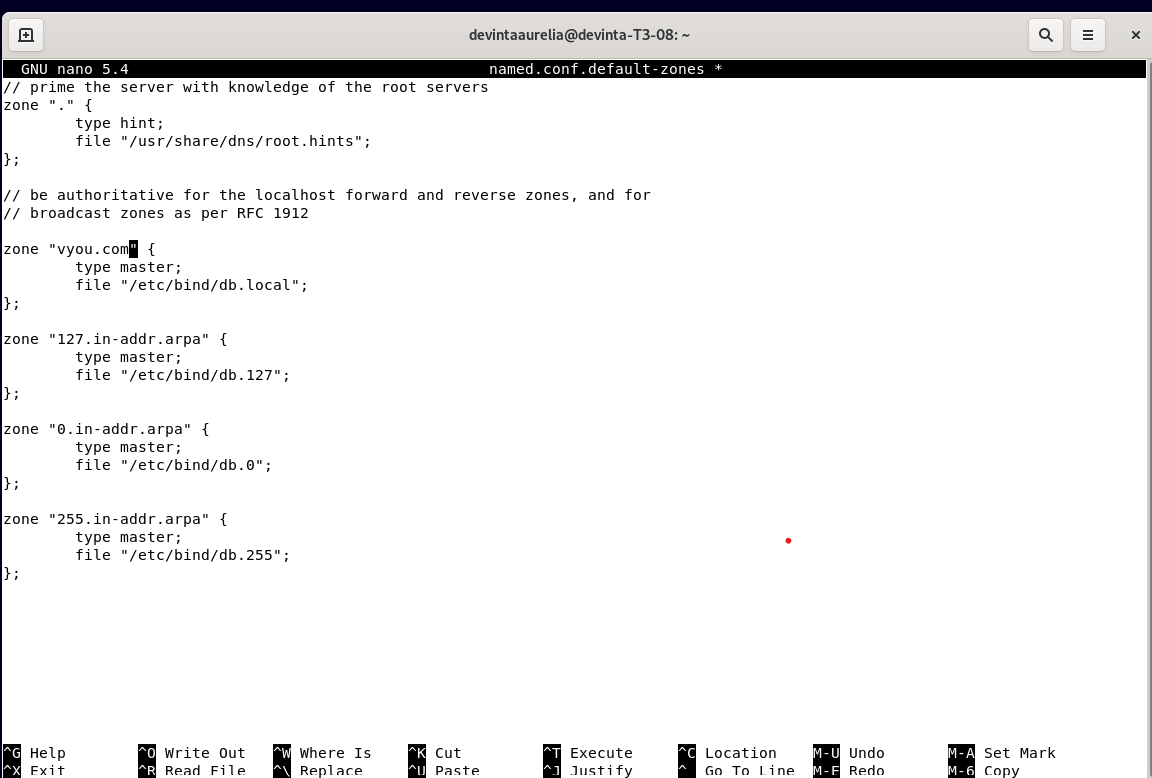 devintaaurelia@devinta-T3-08: ~
GNU nano 5.4 named.conf.default-zones *
// prime the server with knowledge of the root servers
zone "." {
        type hint;
        file "/usr/share/dns/root.hints";
};

// be authoritative for the localhost forward and reverse zones, and for
// broadcast zones as per RFC 1912

zone "vyou.com" {
        type master;
        file "/etc/bind/db.local";
};

zone "127.in-addr.arpa" {
        type master;
        file "/etc/bind/db.127";
};

zone "0.in-addr.arpa" {
        type master;
        file "/etc/bind/db.0";
};

zone "255.in-addr.arpa" {
        type master;
        file "/etc/bind/db.255";
};
^G Help ^O Write Out ^W Where Is ^K Cut ^T Execute ^C Location M-U Undo M-A Set Mark
^X Exit ^R Read File ^\ Replace ^U Paste ^J Justify ^_ Go To Line M-E Redo M-6 Copy